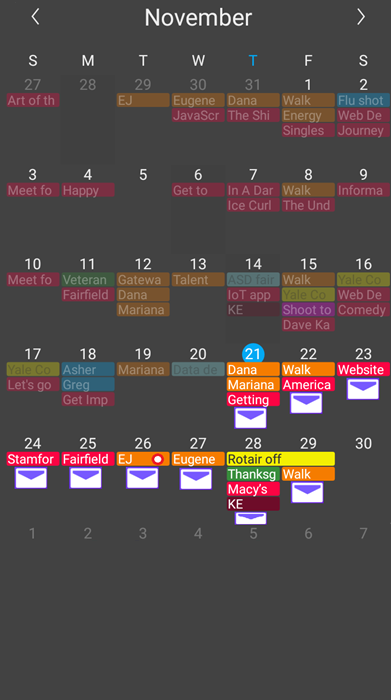 November
S M T W T F S
27 28 29 30 31 1 2
Art of th EJ Eugene Dana Walk Flu shot
JavaScr The Shi Energy Web De
Singles Journey
3 4 5 6 7 8 9
Meet fo Happy Get to In A Dar Walk Informa
Ice Curl The Und
10 11 12 13 14 15 16
Meet fo Veteran Gatewa Talent ASD fair Walk Yale Co
Fairfield Dana IoT app Yale Co Web De
Mariana KE Shoot to Comedy
Dave Ka
17 18 19 20 21 22 23
Yale Co Asher Mariana Data de Dana Walk Website
Let's go Greg Mariana America
Get Imp Getting
24 25 26 27 28 29 30
Stamfor Fairfield EJ Eugene Rotair off
Thanksg Walk
Macy's
KE
1 2 3 4 5 6 7